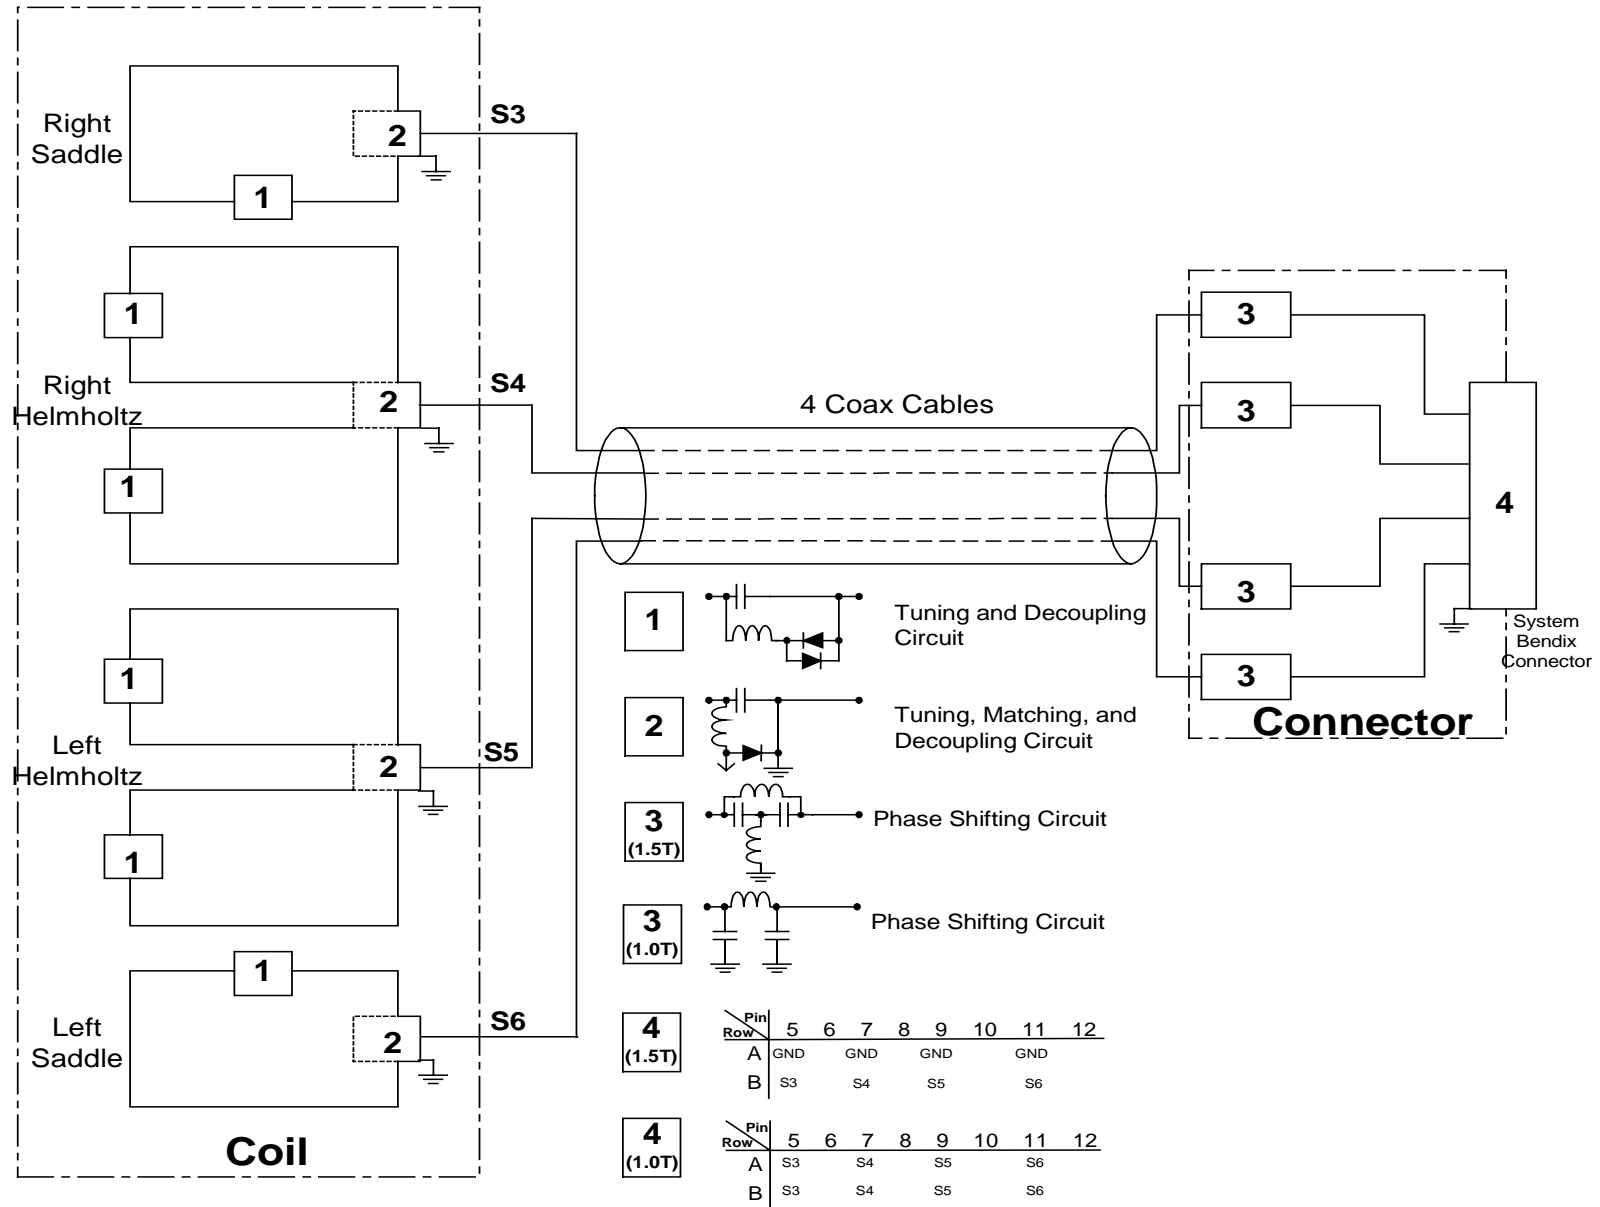 Right
Saddle
2
S3
1
1
Right
Helmholtz
2
S4
1
4 Coax Cables
3
3
3
3
4
System
Bendix
Connector
Connector
1
Left
Helmholtz
2
S5
1
1
Left
Saddle
2
S6
Coil
1
Tuning and Decoupling
Circuit
2
Tuning, Matching, and
Decoupling Circuit
3
(1.5T)
Phase Shifting Circuit
3
(1.0T)
Phase Shifting Circuit
4
(1.5T)
Pin
Row 5 6 7 8 9 10 11 12
A GND GND GND GND
B S3 S4 S5 S6
4
(1.0T)
Pin
Row 5 6 7 8 9 10 11 12
A S3 S4 S5 S6
B S3 S4 S5 S6